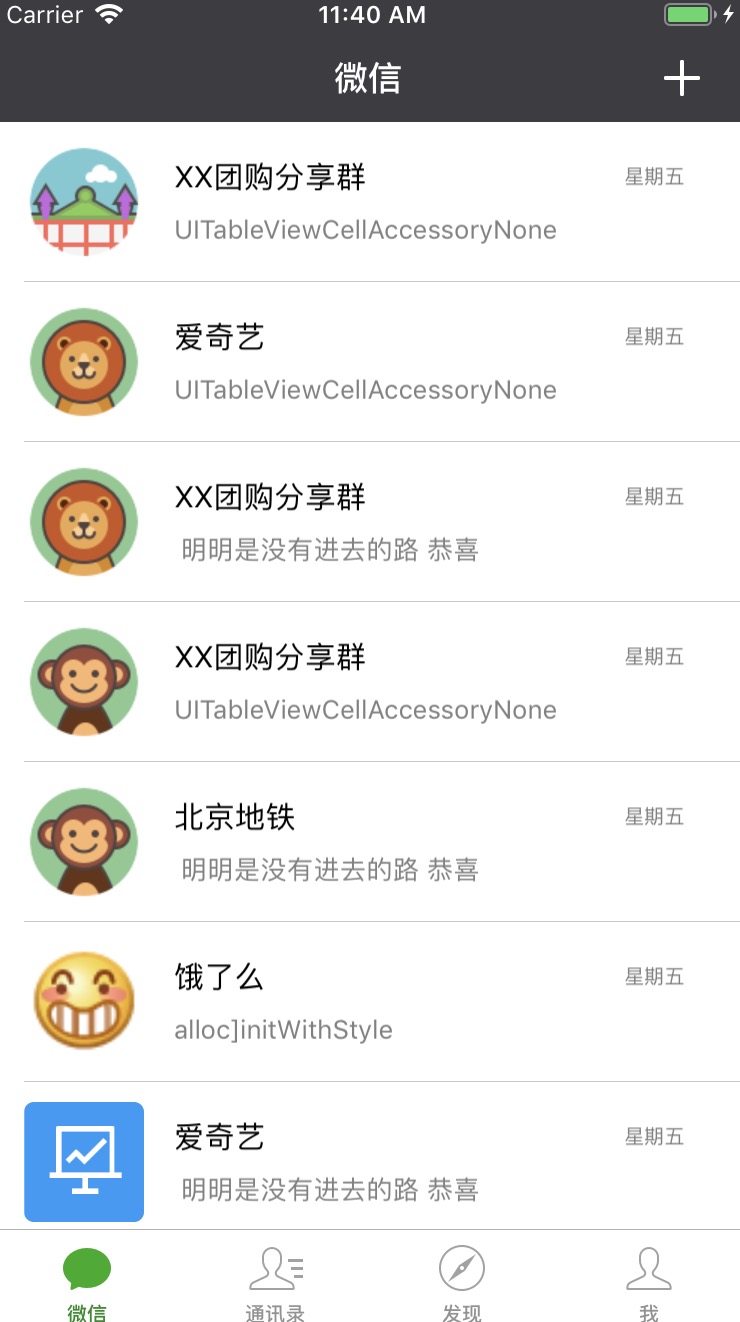 Carrier 11:40 AM
微信
XX团购分享群 星期五
UITableViewCellAccessoryNone
爱奇艺 星期五
UITableViewCellAccessoryNone
XX团购分享群 星期五
明明是没有进去的路 恭喜
XX团购分享群 星期五
UITableViewCellAccessoryNone
北京地铁 星期五
明明是没有进去的路 恭喜
饿了么 星期五
alloc]initWithStyle
爱奇艺 星期五
明明是没有进去的路 恭喜
微信 通讯录 发现 我